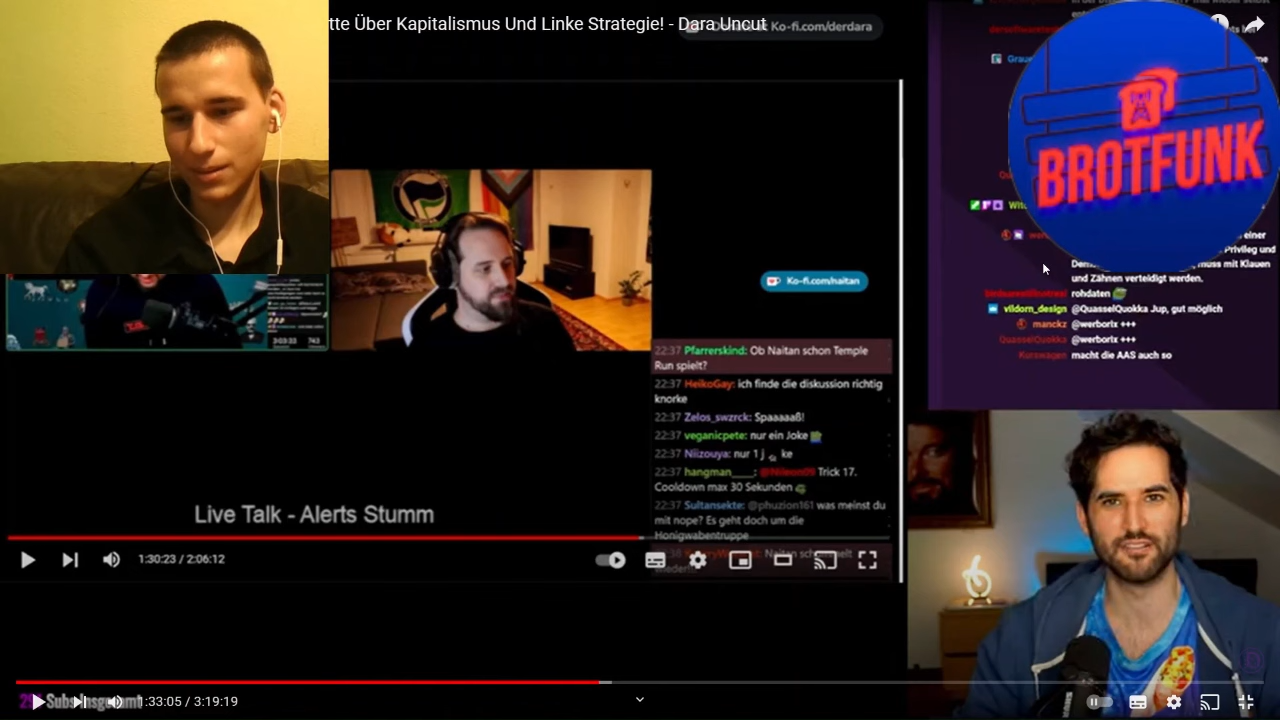 tte Über Kapitalismus Und Linke Strategie! - Dara Uncut
Ko-fi.com/derdara
BROTFUNK
einer
Privileg und
muss mit Klauen
und Zähnen verteidigt werden.
rohdaten
vildorn_design @QuasselQuokka Jup, gut möglich
manckz @werborix +++
QuasselQuokka @werborix +++
Kurswagen macht die AAS auch so
Ko-fi.com/naitan
22:37 Pfarrerskind: Ob Naitan schon Temple
Run spielt?
22:37 HeikoGay: ich finde die diskussion richtig
knorke
22:37 Zelos_swzrck: Spaaaaaß!
22:37 veganicpete: nur ein Joke
22:37 Niizouya: nur 1 j ke
22:37 hangman____: @Nileon09 Trick 17.
Cooldown max 30 Sekunden
22:37 Sultansekte: @phuzion161 was meinst du
mit nope? Es geht doch um die
Honigwabentruppe
Live Talk - Alerts Stumm
1:30:23 / 2:06:12
:33:05 / 3:19:19